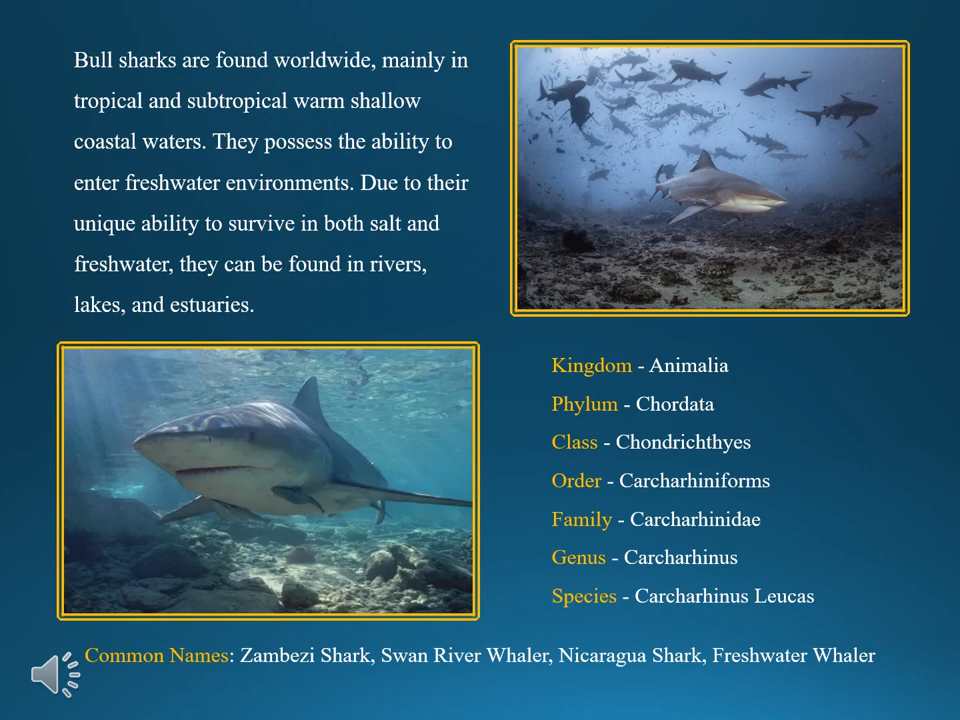 Bull sharks are found worldwide, mainly in
tropical and subtropical warm shallow
coastal waters. They possess the ability to
enter freshwater environments. Due to their
unique ability to survive in both salt and
freshwater, they can be found in rivers,
lakes, and estuaries.
Kingdom - Animalia
Phylum - Chordata
Class - Chondrichthyes
Order - Carcharhiniforms
Family - Carcharhinidae
Genus - Carcharhinus
Species - Carcharhinus Leucas
Common Names: Zambezi Shark, Swan River Whaler, Nicaragua Shark, Freshwater Whaler